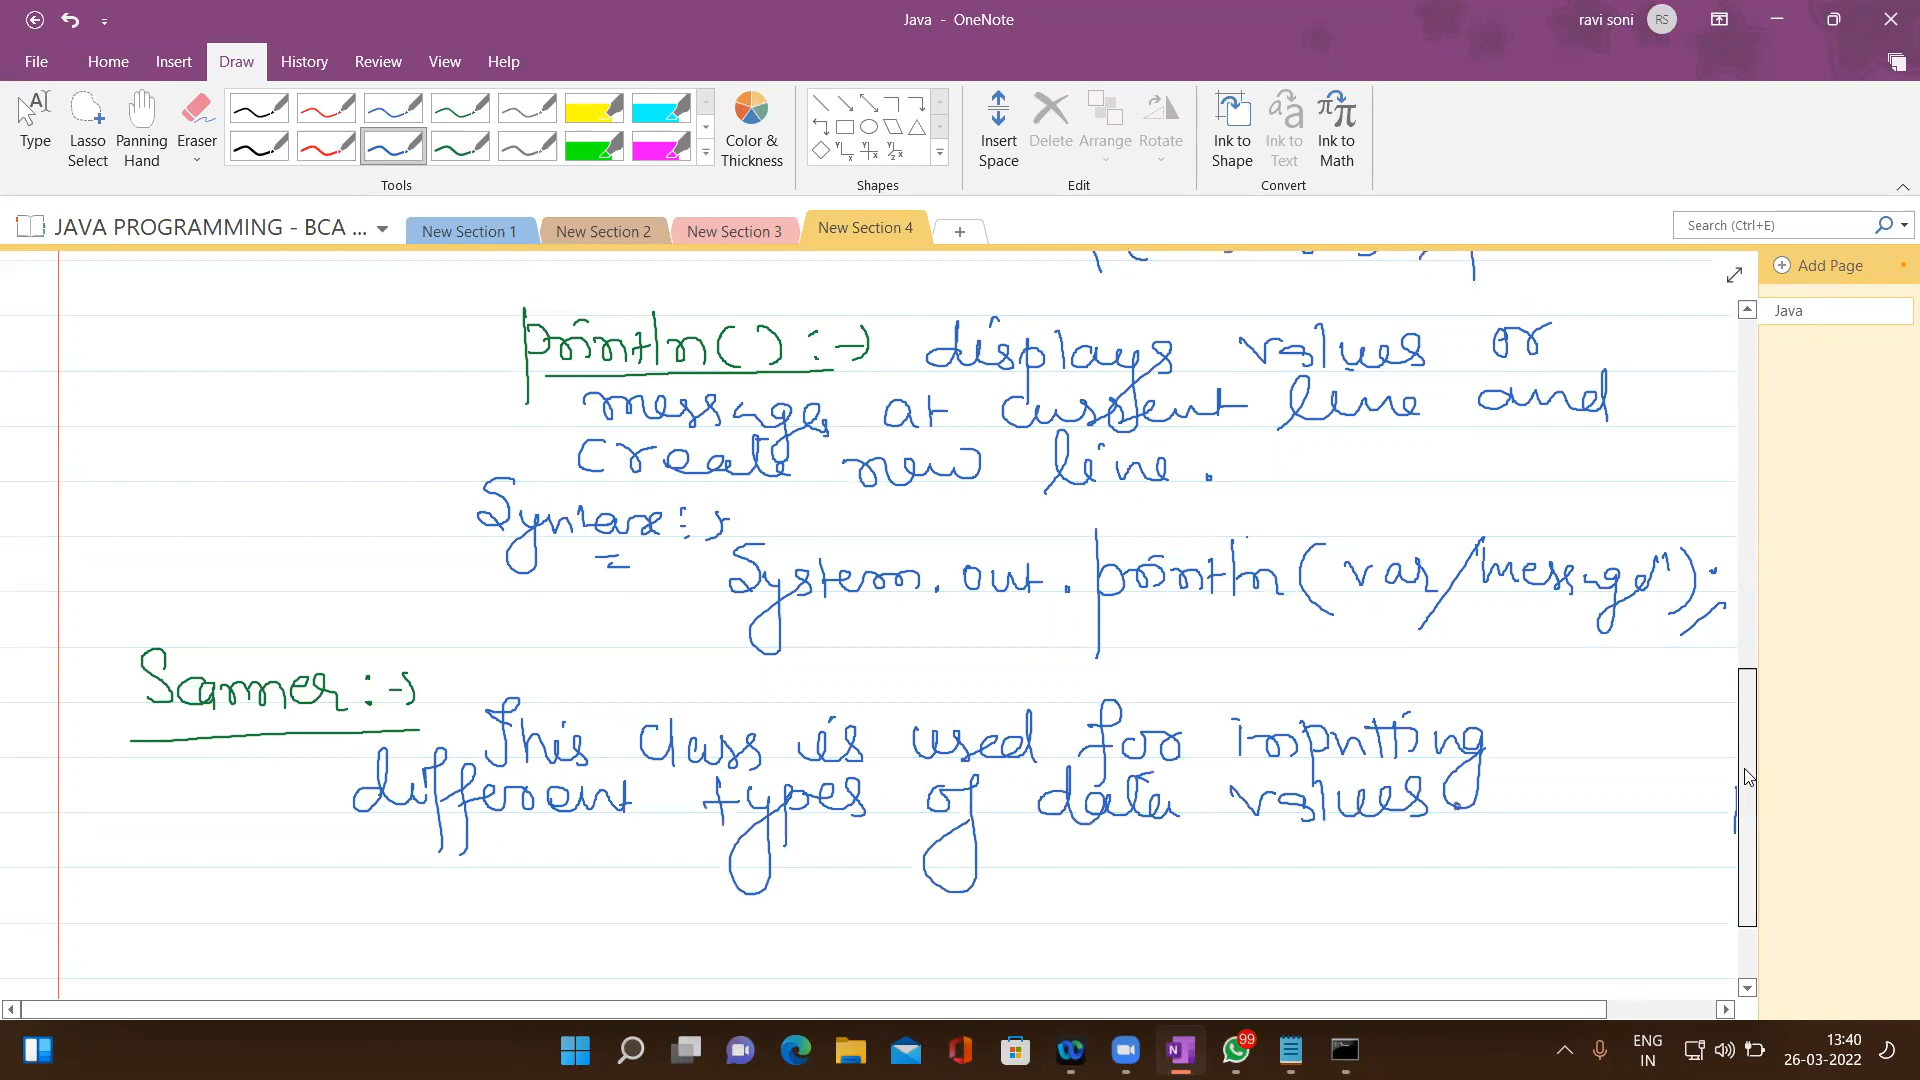 Java - OneNote
ravi soni RS
File Home Insert Draw History Review View Help
Type
Lasso Select
Panning Hand
Eraser
Color & Thickness
Insert Space
Delete
Arrange
Rotate
Ink to Shape
Ink to Text
Ink to Math
Tools
Shapes
Edit
Convert
JAVA PROGRAMMING - BCA ...
New Section 1
New Section 2
New Section 3
New Section 4
Search (Ctrl+E)
Add Page
Java
println() :→ displays values or
message at current line and
create new line.
Syntax :→
System.out.println(var/"message");
Scanner :→
This class is used for inputting
different types of data values.
99
ENG
IN
13:40
26-03-2022